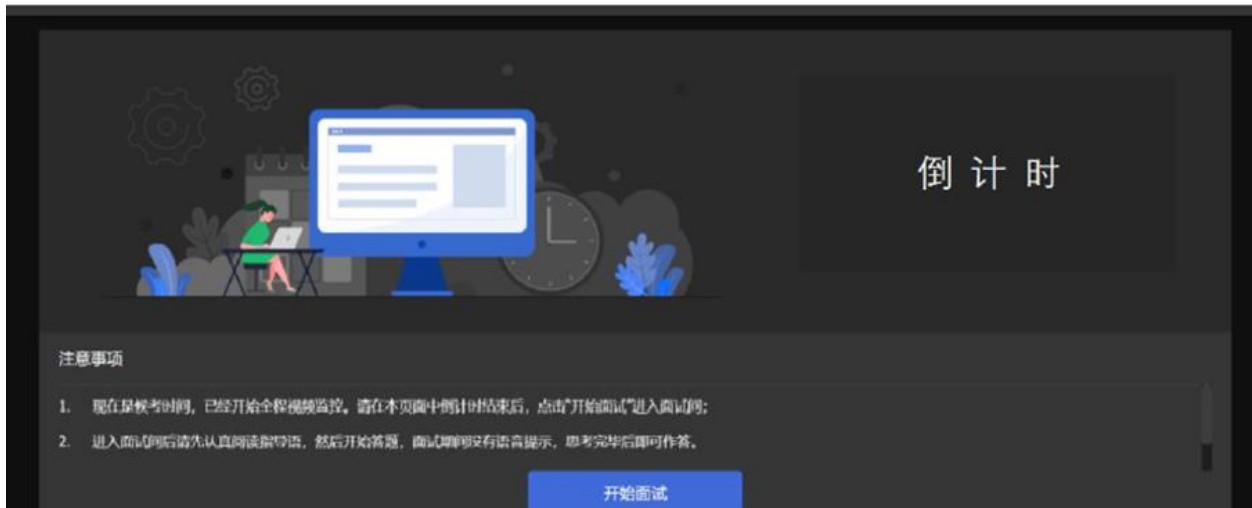 倒计时
注意事项
1. 现在是候考时间，已经开始全程视频监控。请在本页面中倒计时结束后，点击"开始面试"进入面试间；
2. 进入面试间后请先认真阅读指导语，然后开始答题，面试期间没有语言提示，思考完毕后即可作答。
开始面试